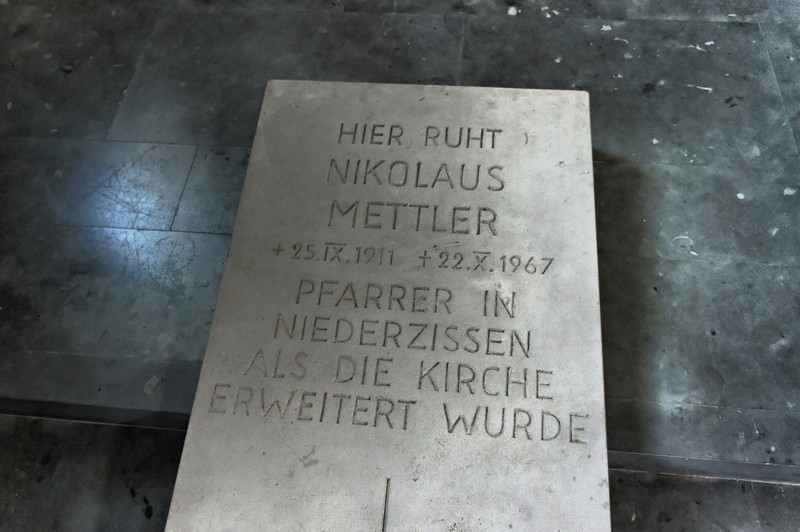 HIER RUHT
NIKOLAUS
METTLER
+ 25.IX.1911 + 22.X.1967
PFARRER IN
NIEDERZISSEN
ALS DIE KIRCHE
ERWEITERT WURDE